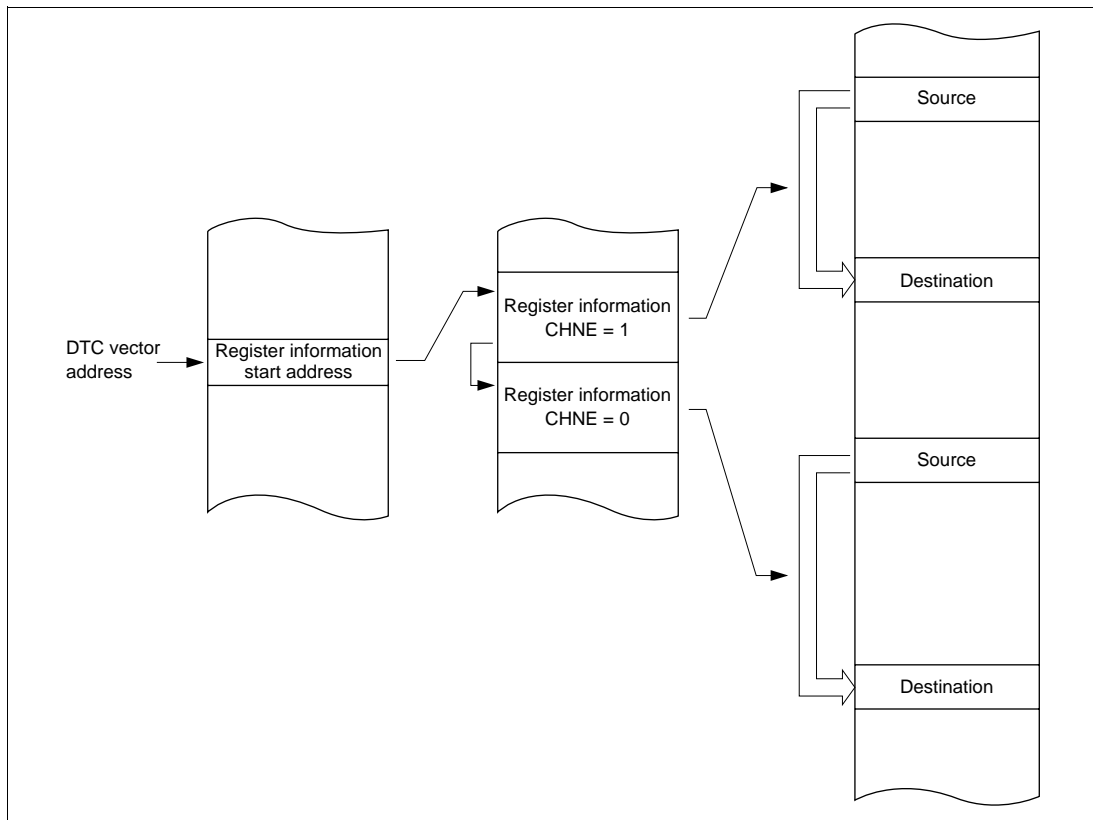 DTC vector
address
Register information
start address
Register information
CHNE = 1
Register information
CHNE = 0
Source
Destination
Source
Destination